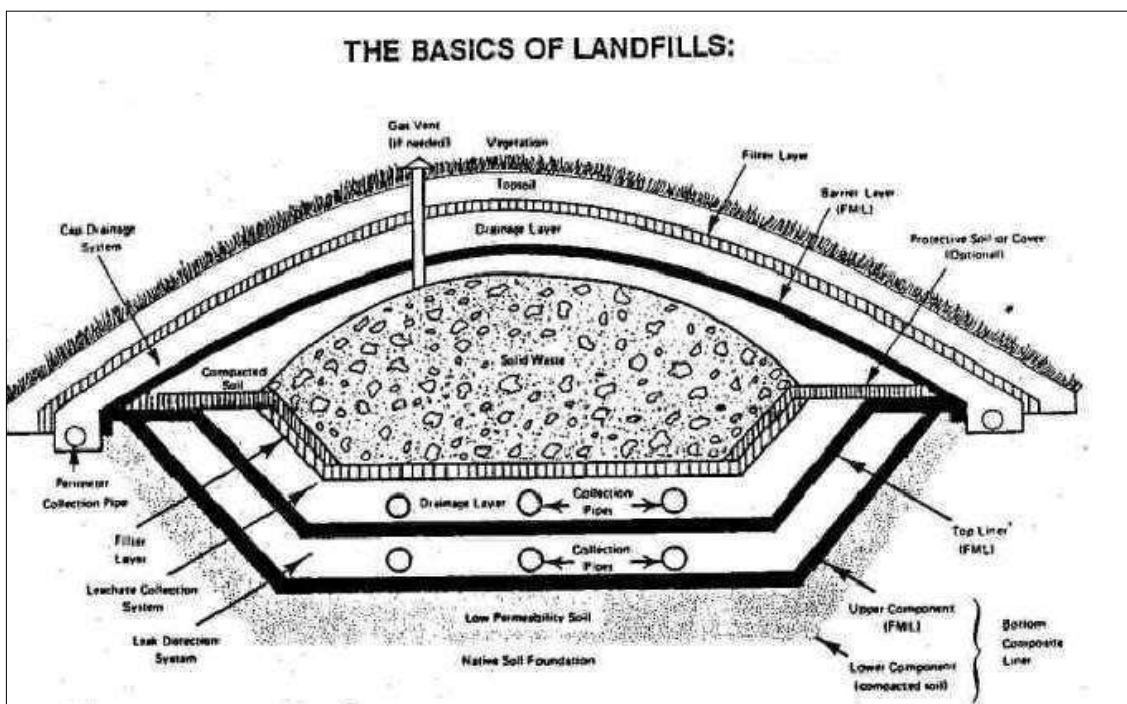 THE BASICS OF LANDFILLS:
Gas Vent
(if needed)
Vegetation
Filter Layer
Topsoil
Barrier Layer
(FML)
Cap Drainage
System
Drainage Layer
Protective Soil or Cover
(Optional)
Solid Waste
Compacted
Soil
Perimeter
Collection Pipe
Drainage Layer
Collection
Pipes
Filter
Layer
Top Liner
(FML)
Collection
Pipes
Leachate Collection
System
Upper Component
(FML)
Low Permeability Soil
Bottom
Composite
Liner
Leak Detection
System
Native Soil Foundation
Lower Component
(compacted soil)